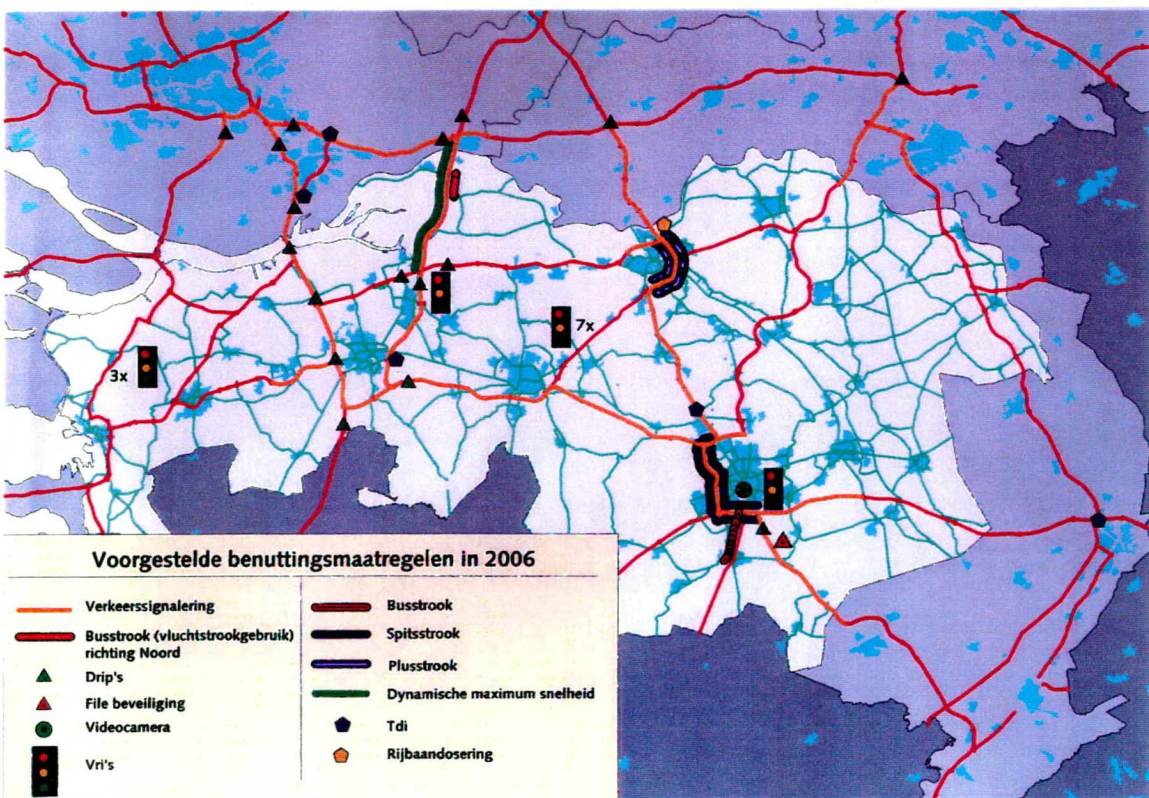 3x
7x
Voorgestelde benuttingsmaatregelen in 2006
Verkeerssignalering
Busstrook (vluchtstrookgebruik)
richting Noord
Drip's
File beveiliging
Videocamera
Vri's
Busstrook
Spitsstrook
Plusstrook
Dynamische maximum snelheid
Tdi
Rijbaandosering